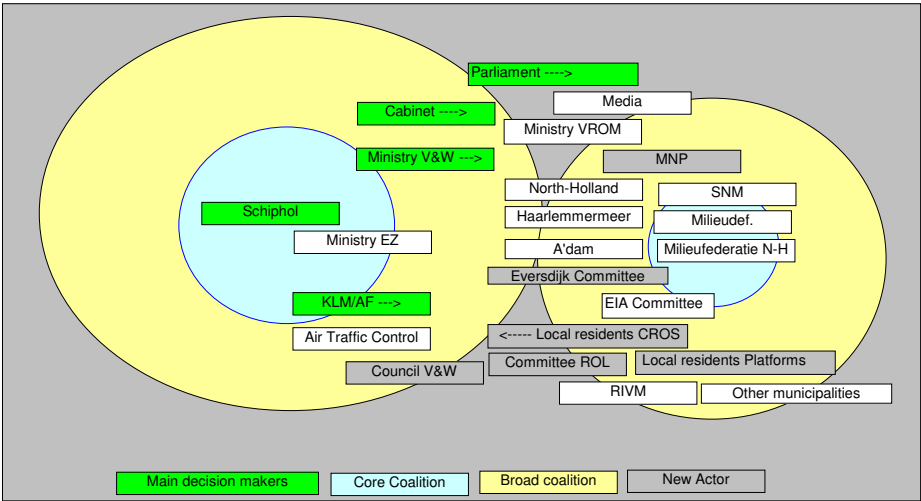 Parliament ---->
Media
Cabinet ---->
Ministry VROM
Ministry V&W --->
MNP
North-Holland
SNM
Schiphol
Haarlemmermeer
Milieudef.
Ministry EZ
A'dam
Milieufederatie N-H
Eversdijk Committee
KLM/AF --->
EIA Committee
Air Traffic Control
<----- Local residents CROS
Council V&W
Committee ROL
Local residents Platforms
RIVM
Other municipalities
Main decision makers
Core Coalition
Broad coalition
New Actor